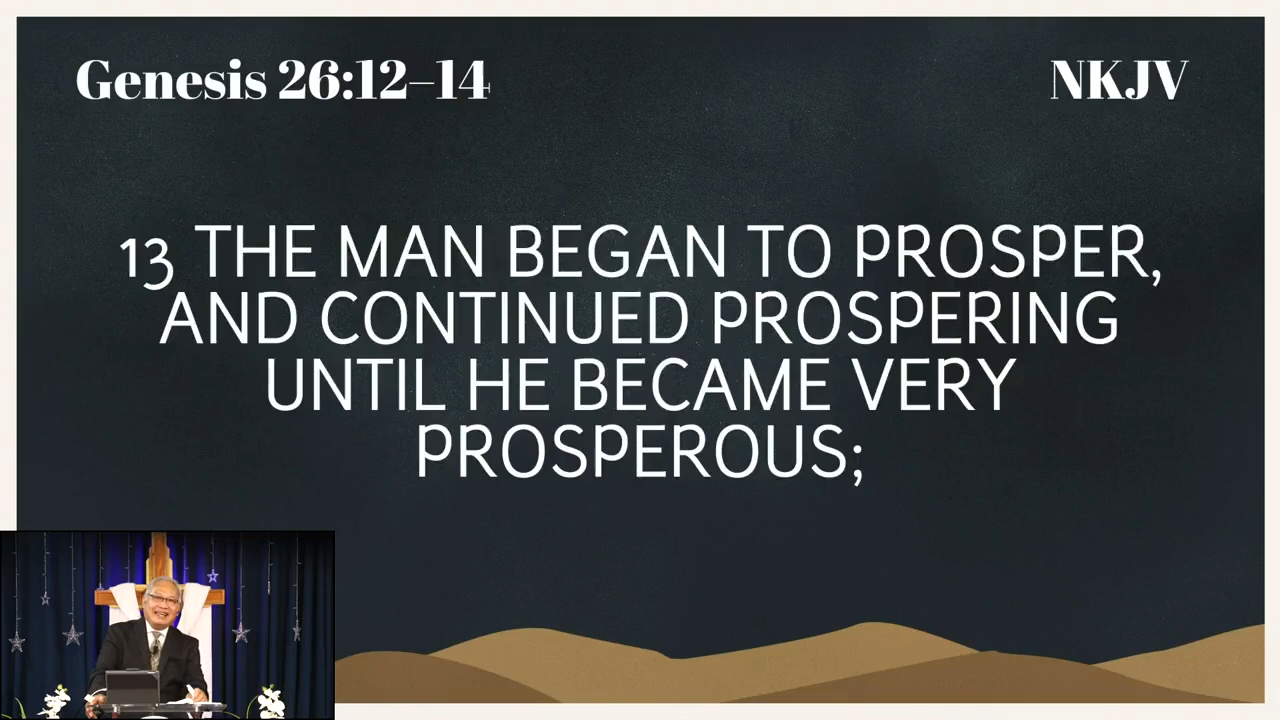 Genesis 26:12–14
NKJV
13 THE MAN BEGAN TO PROSPER,
AND CONTINUED PROSPERING
UNTIL HE BECAME VERY
PROSPEROUS;